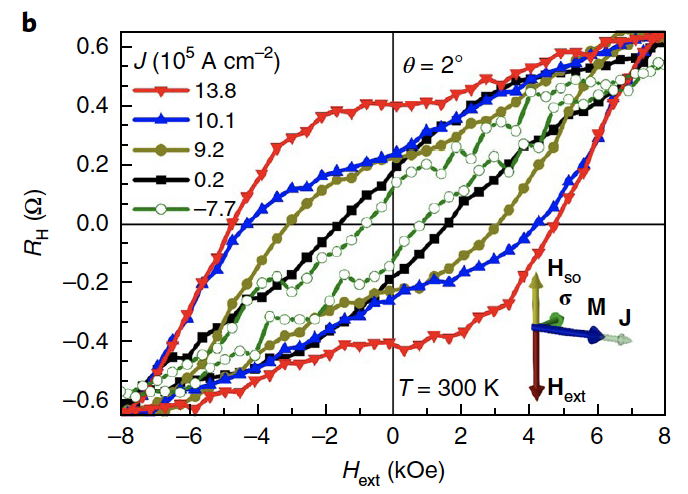 b
J (10⁵ A cm⁻²)
13.8
10.1
9.2
0.2
−7.7
θ = 2°
T = 300 K
H_so
σ
M
J
H_ext
0.6
0.4
0.2
0.0
−0.2
−0.4
−0.6
R_H (Ω)
−8 −6 −4 −2 0 2 4 6 8
H_ext (kOe)